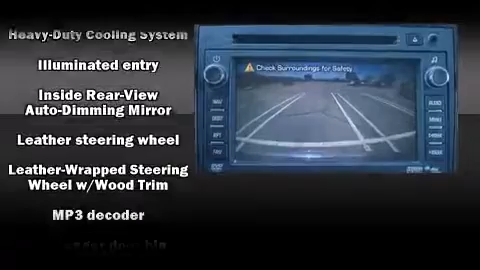 Heavy-Duty Cooling System
Illuminated entry
Inside Rear-View
Auto-Dimming Mirror
Leather steering wheel
Leather-Wrapped Steering
Wheel w/Wood Trim
MP3 decoder
Check Surroundings for Safety
NAV